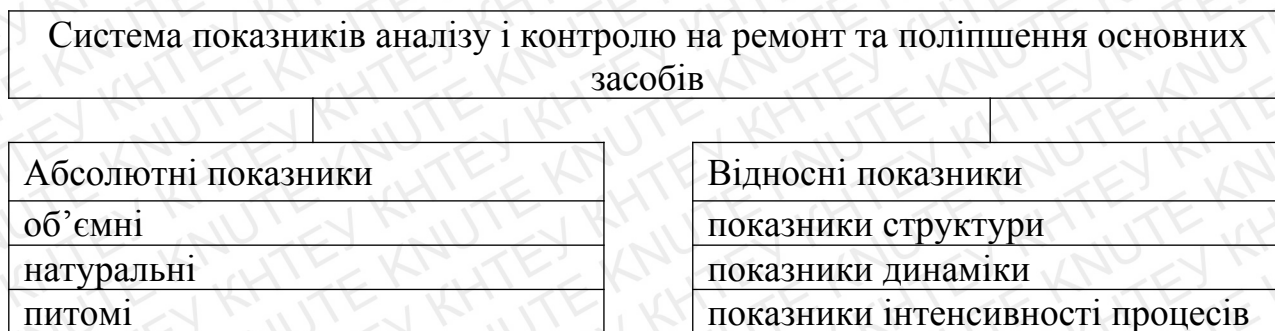 Система показників аналізу і контролю на ремонт та поліпшення основних
засобів
Абсолютні показники
об’ємні
натуральні
питомі
Відносні показники
показники структури
показники динаміки
показники інтенсивності процесів